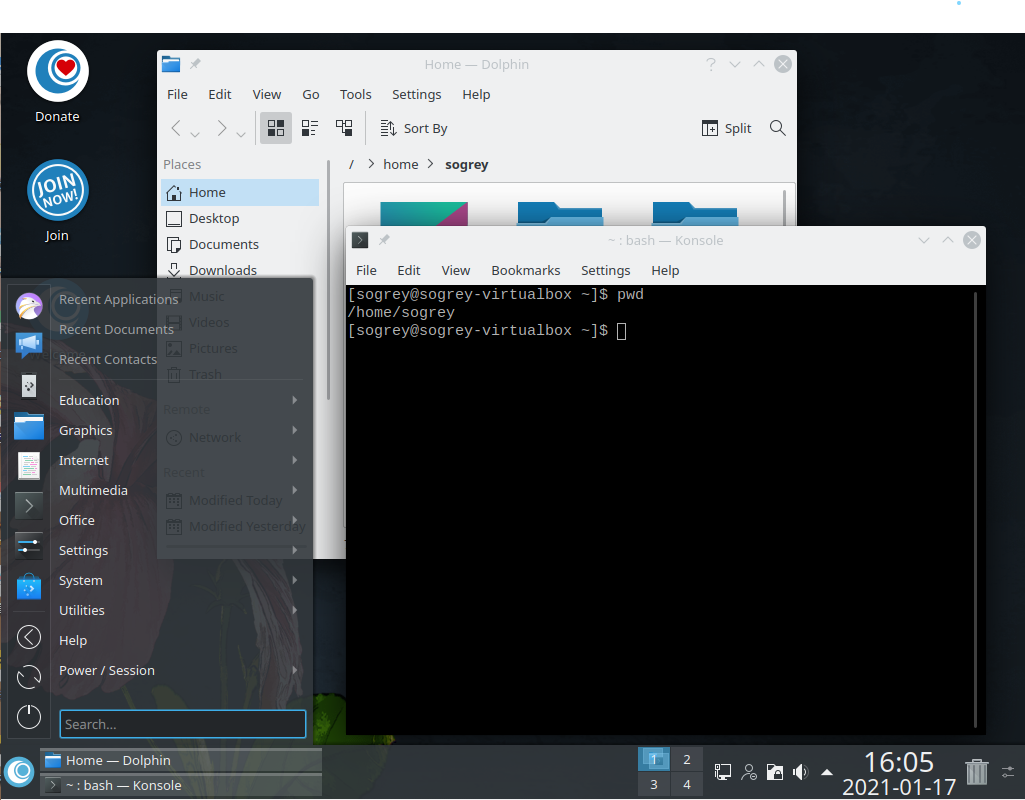 Donate
JOIN NOW!
Join
Home — Dolphin
File Edit View Go Tools Settings Help
Sort By
Split
Places
/ > home > sogrey
Home
Desktop
Documents
Downloads
Music
Videos
Pictures
Trash
Remote
Network
Recent
Modified Today
Modified Yesterday
~ : bash — Konsole
File Edit View Bookmarks Settings Help
[sogrey@sogrey-virtualbox ~]$ pwd
/home/sogrey
[sogrey@sogrey-virtualbox ~]$
Recent Applications
Recent Documents
Recent Contacts
Education
Graphics
Internet
Multimedia
Office
Settings
System
Utilities
Help
Power / Session
Search...
Home — Dolphin
~ : bash — Konsole
1 2
3 4
16:05
2021-01-17